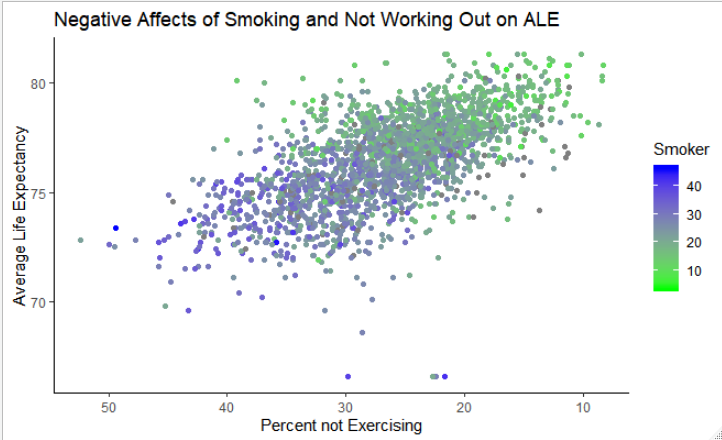 Negative Affects of Smoking and Not Working Out on ALE
Average Life Expectancy
80
75
70
50 40 30 20 10
Percent not Exercising
Smoker
40
30
20
10